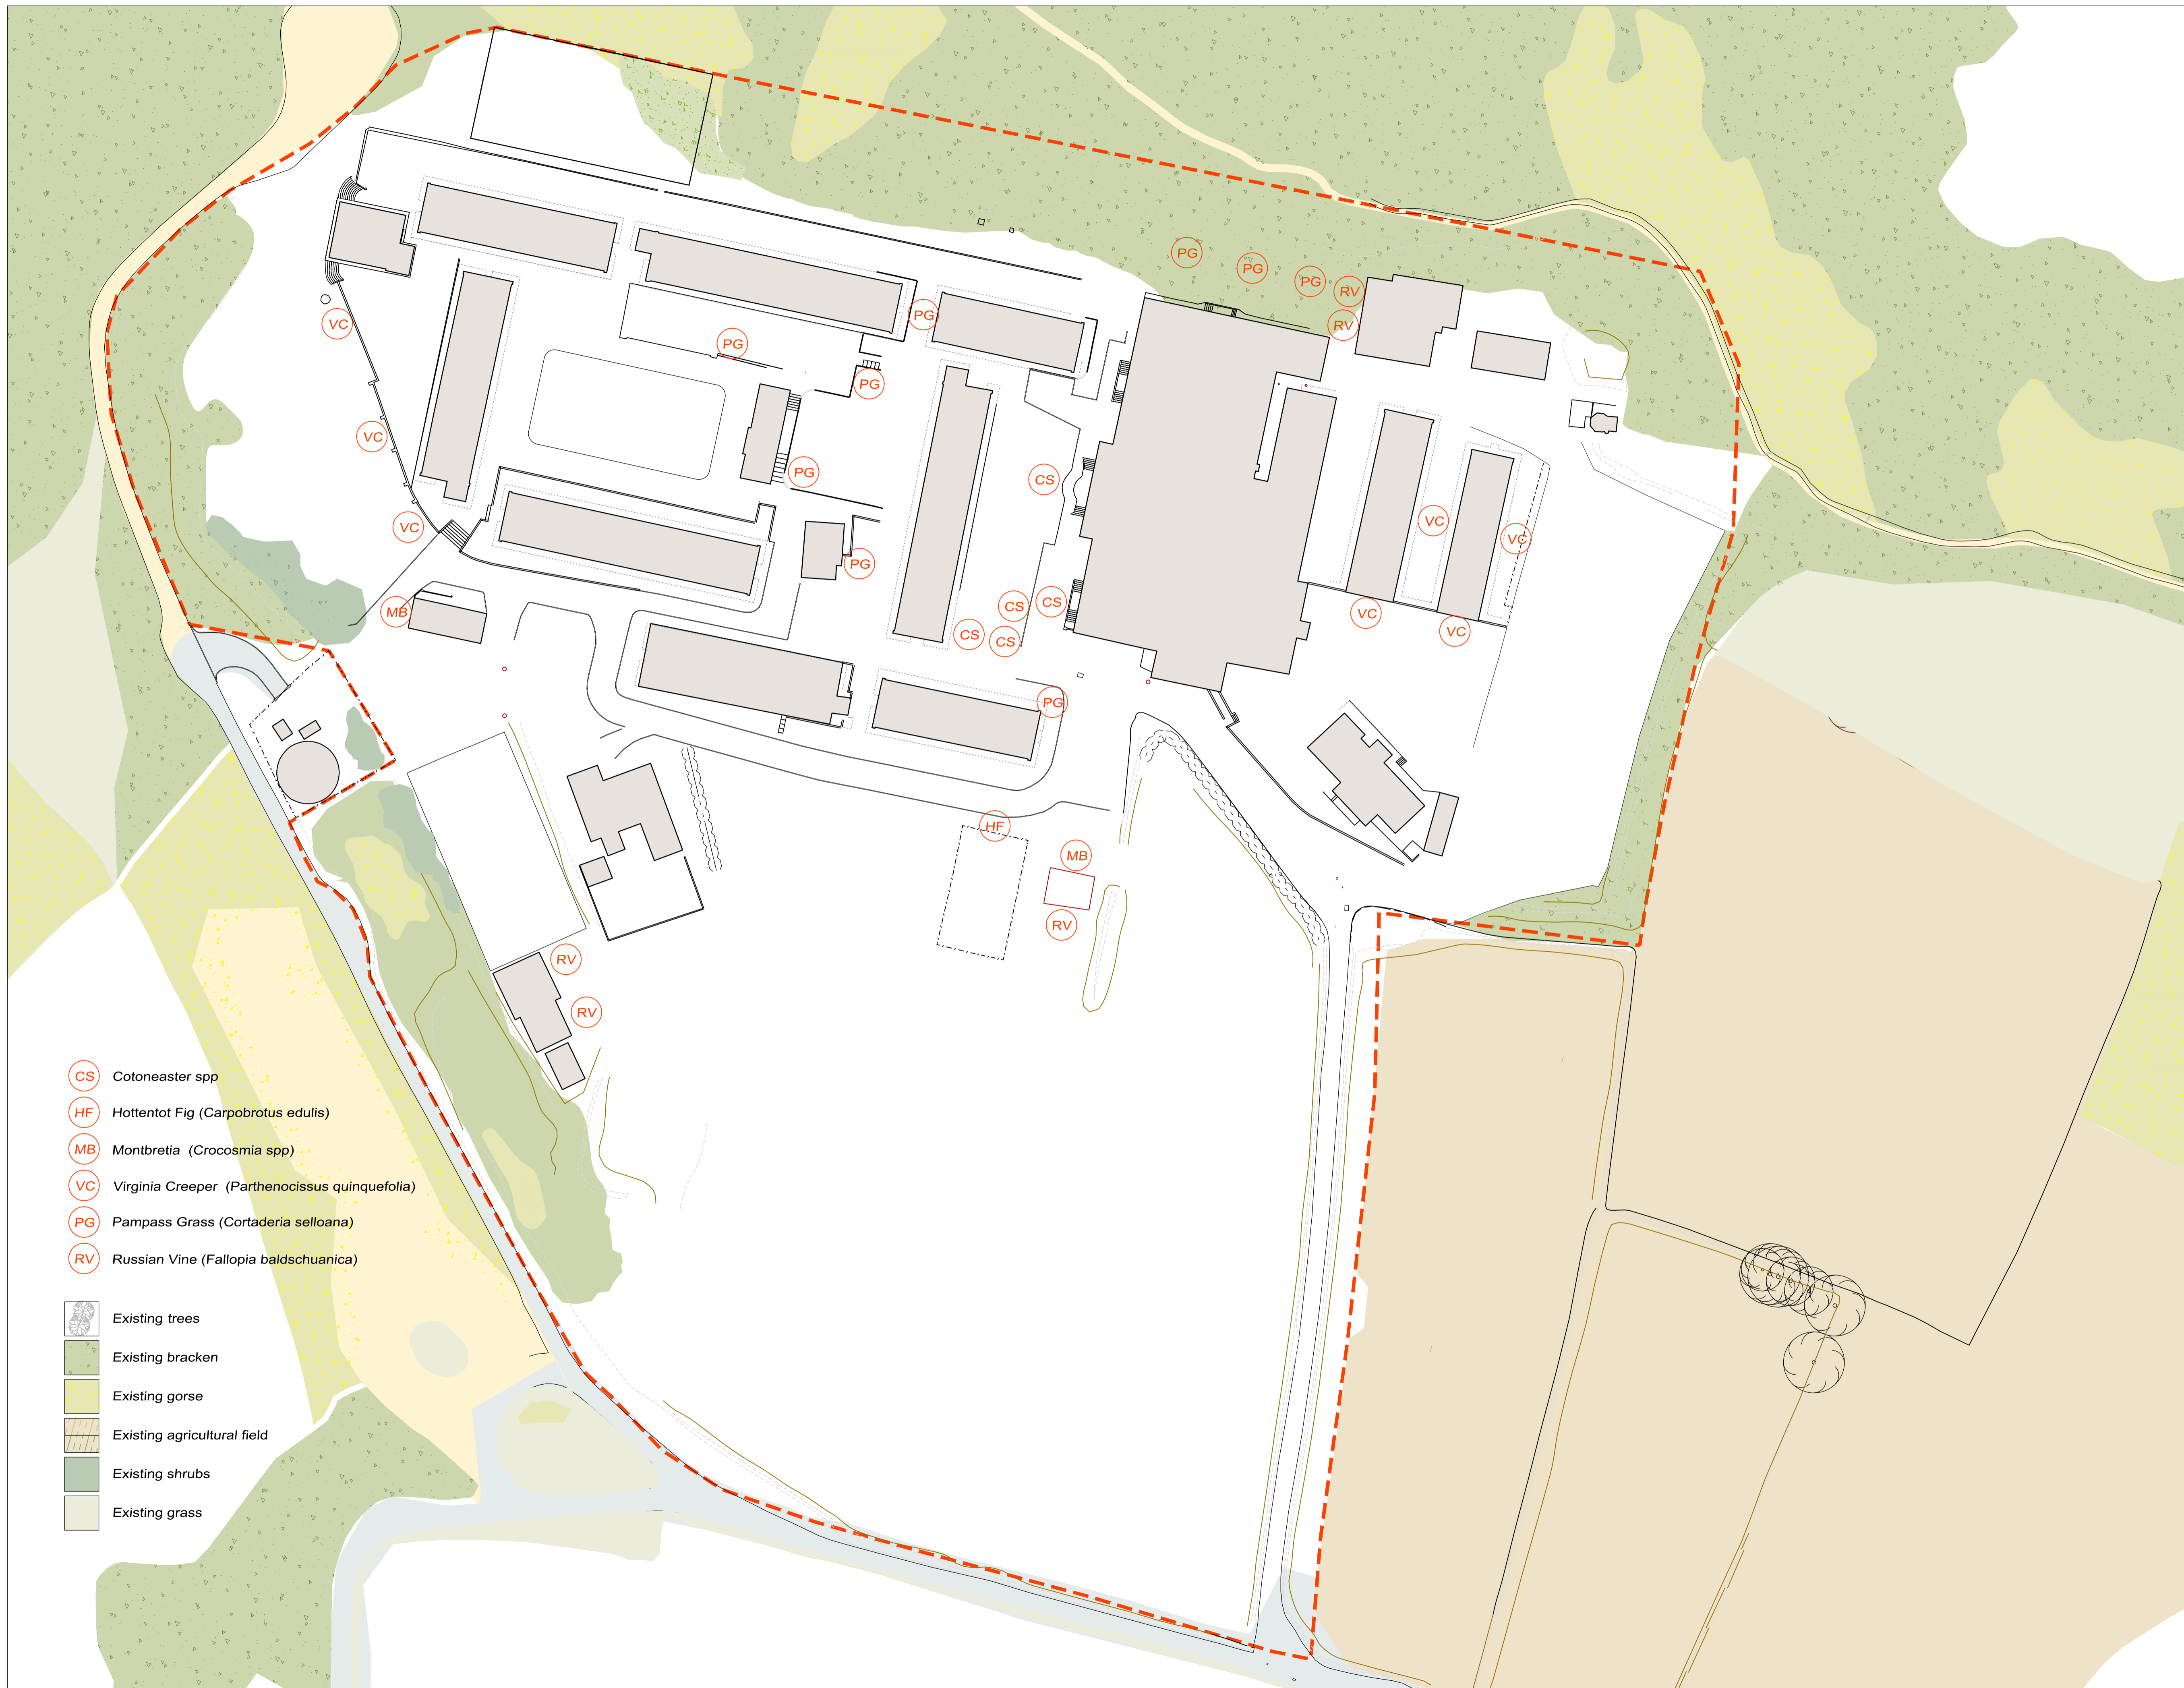 PG
PG
PG
RV
VC
PG
RV
PG
PG
VC
PG
CS
VC
VC
VC
PG
CS
CS
MB
VC
VC
CS
CS
PG
HF
MB
RV
RV
RV
CS Cotoneaster spp
HF Hottentot Fig (Carpobrotus edulis)
MB Montbretia (Crocosmia spp)
VC Virginia Creeper (Parthenocissus quinquefolia)
PG Pampass Grass (Cortaderia selloana)
RV Russian Vine (Fallopia baldschuanica)
Existing trees
Existing bracken
Existing gorse
Existing agricultural field
Existing shrubs
Existing grass